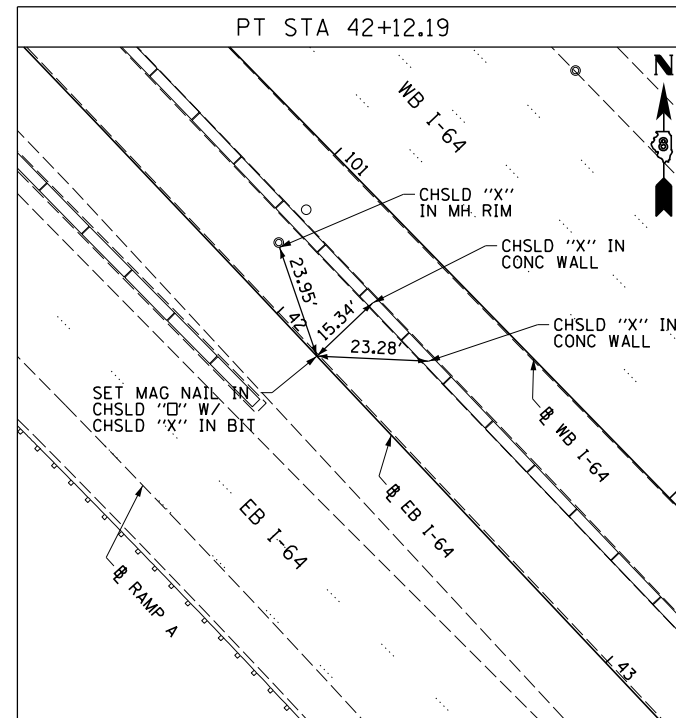 PT STA 42+12.19
WB I-64
N
8
101
CHSLD "X"
IN MH RIM
CHSLD "X" IN
CONC WALL
23.95'
42
15.34'
23.28'
CHSLD "X" IN
CONC WALL
SET MAG NAIL IN
CHSLD "□" W/
CHSLD "X" IN BIT
℄ WB I-64
℄ EB I-64
EB I-64
℄ RAMP A
43